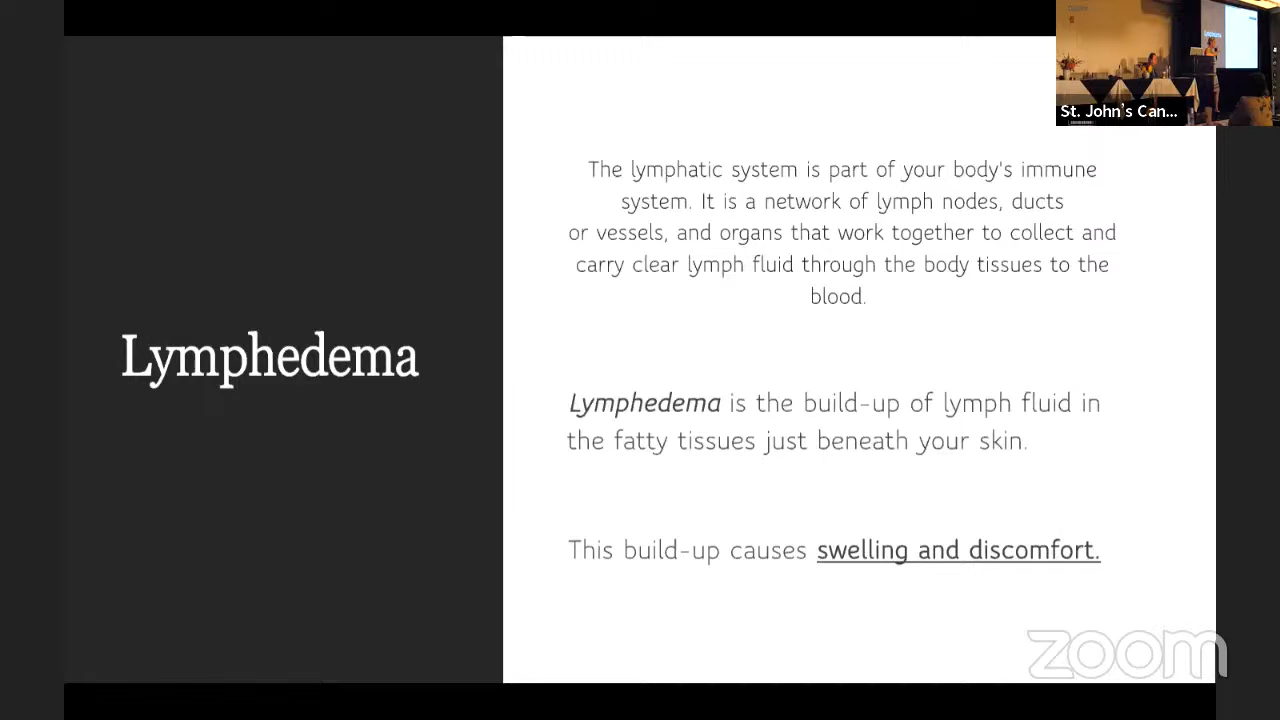 St. John's Can...
Lymphedema
The lymphatic system is part of your body's immune
system. It is a network of lymph nodes, ducts
or vessels, and organs that work together to collect and
carry clear lymph fluid through the body tissues to the
blood.
Lymphedema is the build-up of lymph fluid in
the fatty tissues just beneath your skin.
This build-up causes swelling and discomfort.
zoom